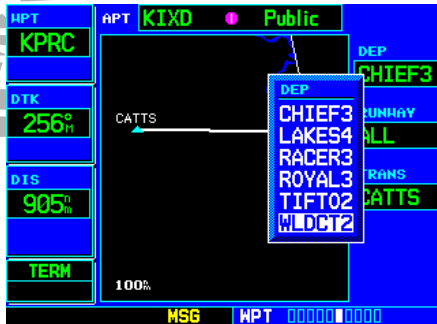 WPT
KPRC
APT KIXD Public
DEP
CHIEF3
DTK
256°M
CATTS
DEP
CHIEF3
LAKES4
RACER3
ROYAL3
TIFTO2
WLDCT2
RUNWAY
ALL
DIS
905nm
TRANS
CATTS
TERM
100nm
MSG WPT